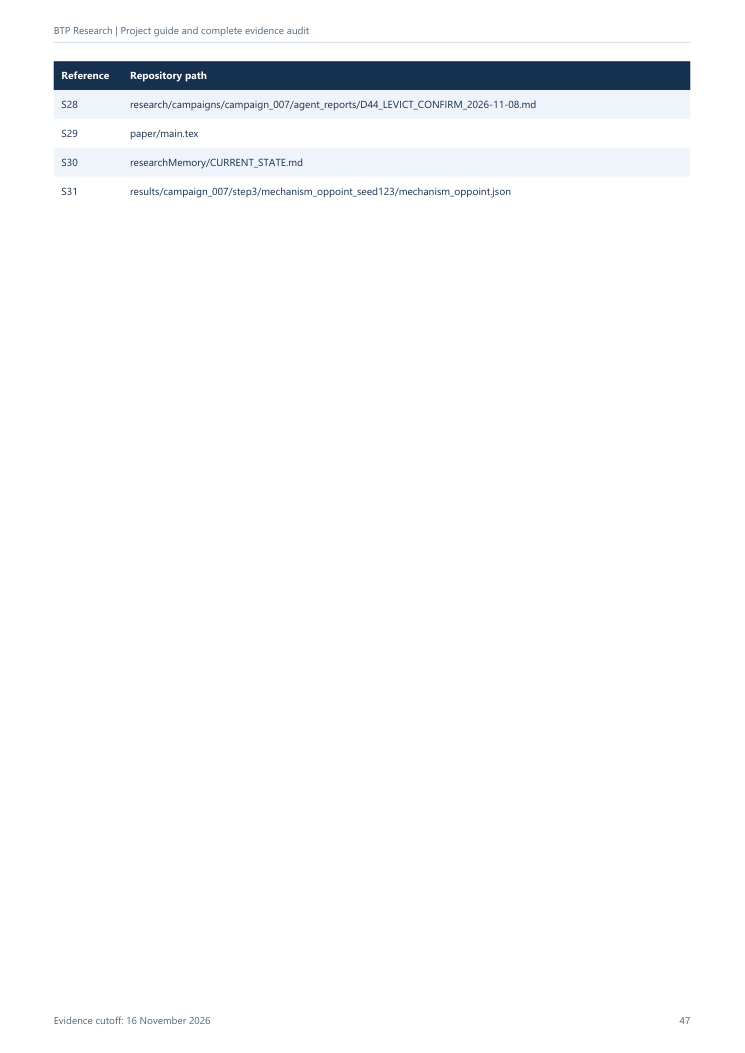 BTP Research | Project guide and complete evidence audit
Reference Repository path
S28 research/campaigns/campaign_007/agent_reports/D44_LEVICT_CONFIRM_2026-11-08.md
S29 paper/main.tex
S30 researchMemory/CURRENT_STATE.md
S31 results/campaign_007/step3/mechanism_oppoint_seed123/mechanism_oppoint.json
Evidence cutoff: 16 November 2026 47